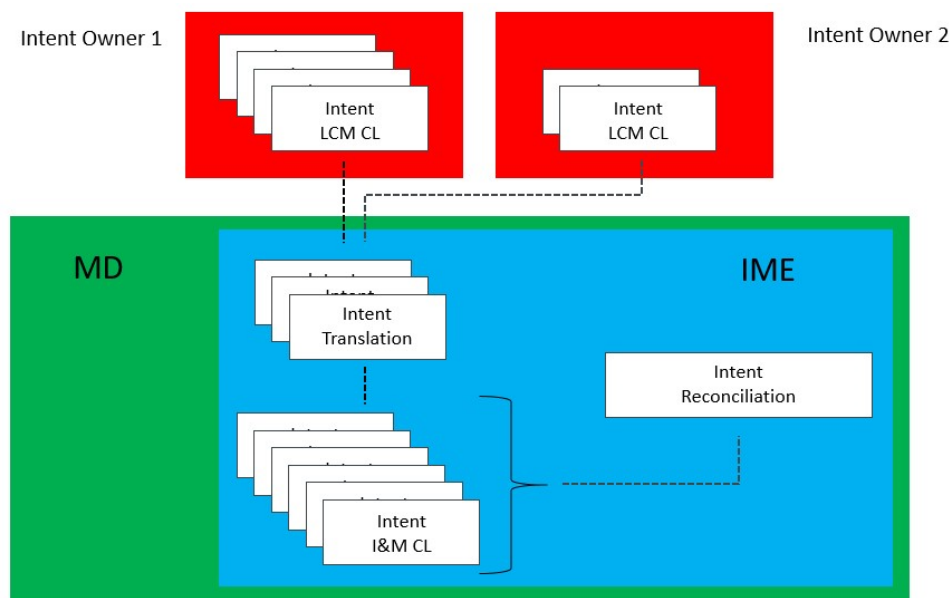 Intent Owner 1
Intent Owner 2
Intent
LCM CL
Intent
LCM CL
MD
IME
Intent
Translation
Intent
Reconciliation
Intent
I&M CL